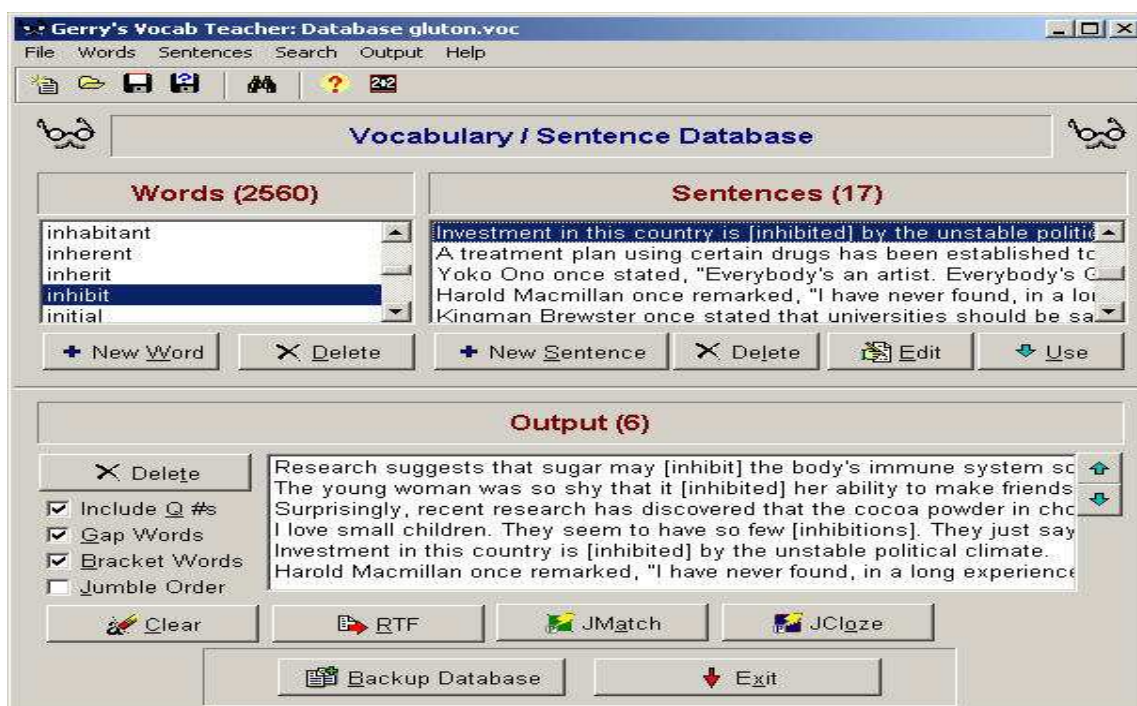 Gerry's Vocab Teacher: Database gluton.voc
File Words Sentences Search Output Help
Vocabulary / Sentence Database
Words (2560)
Sentences (17)
inhabitant
inherent
inherit
inhibit
initial
Investment in this country is [inhibited] by the unstable politic
A treatment plan using certain drugs has been established to
Yoko Ono once stated, "Everybody's an artist. Everybody's G
Harold Macmillan once remarked, "I have never found, in a lon
Kingman Brewster once stated that universities should be sa
New Word Delete New Sentence Delete Edit Use
Output (6)
Delete
Include Q #s
Gap Words
Bracket Words
Jumble Order
Research suggests that sugar may [inhibit] the body's immune system so
The young woman was so shy that it [inhibited] her ability to make friends
Surprisingly, recent research has discovered that the cocoa powder in cho
I love small children. They seem to have so few [inhibitions]. They just say
Investment in this country is [inhibited] by the unstable political climate.
Harold Macmillan once remarked, "I have never found, in a long experience
Clear RTF JMatch JCloze
Backup Database Exit